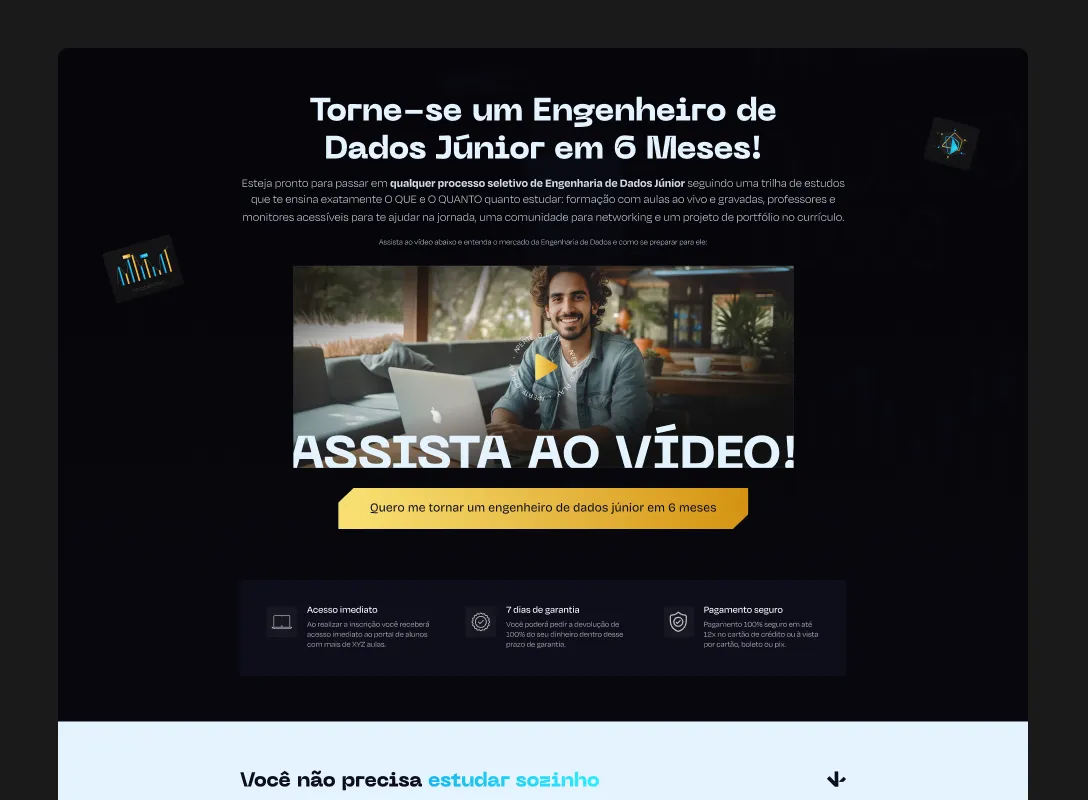 Torne-se um Engenheiro de
Dados Júnior em 6 Meses!
Esteja pronto para passar em qualquer processo seletivo de Engenharia de Dados Júnior seguindo uma trilha de estudos
que te ensina exatamente O QUE e O QUANTO quanto estudar: formação com aulas ao vivo e gravadas, professores e
monitores acessíveis para te ajudar na jornada, uma comunidade para networking e um projeto de portfólio no currículo.
Assista ao vídeo abaixo e entenda o mercado da Engenharia de Dados e como se preparar para ele:
ASSISTA AO VÍDEO!
Quero me tornar um engenheiro de dados júnior em 6 meses
Acesso imediato
Ao realizar a inscrição você receberá
acesso imediato ao portal de alunos
com mais de XYZ aulas.
7 dias de garantia
Você poderá pedir a devolução de
100% do seu dinheiro dentro desse
prazo de garantia.
Pagamento seguro
Pagamento 100% seguro em até
12x no cartão de crédito ou à vista
por cartão, boleto ou pix.
Você não precisa estudar sozinho